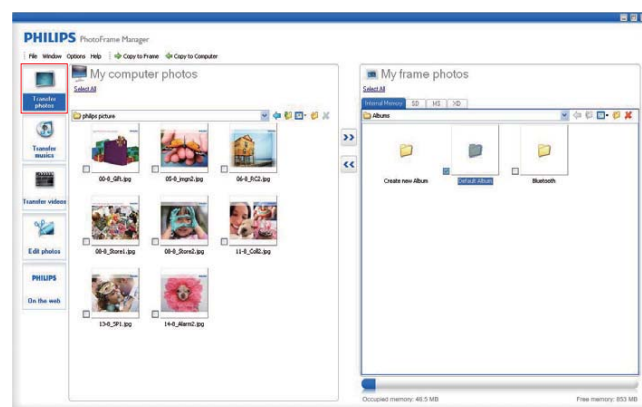 PHILIPS PhotoFrame Manager
File Window Options Help Copy to Frame Copy to Computer
Transfer photos
Transfer musics
Transfer videos
Edit photos
PHILIPS
On the web
My computer photos
Select All
philips picture
00-0_Gift.jpg 05-0_imgn2.jpg 06-0_RC2.jpg
08-0_Store1.jpg 08-0_Store2.jpg 11-0_Coll2.jpg
13-0_SP1.jpg 14-0_Alarm2.jpg
My frame photos
Select All
Internal Memory SD MS XD
Albums
Create new Album Default Album Bluetooth
Occupied memory: 48.5 MB Free memory: 853 MB